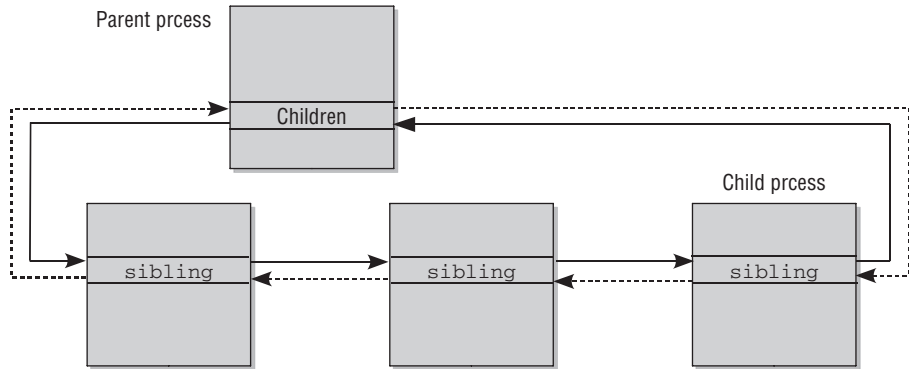 Parent prcess
Children
Child prcess
sibling
sibling
sibling